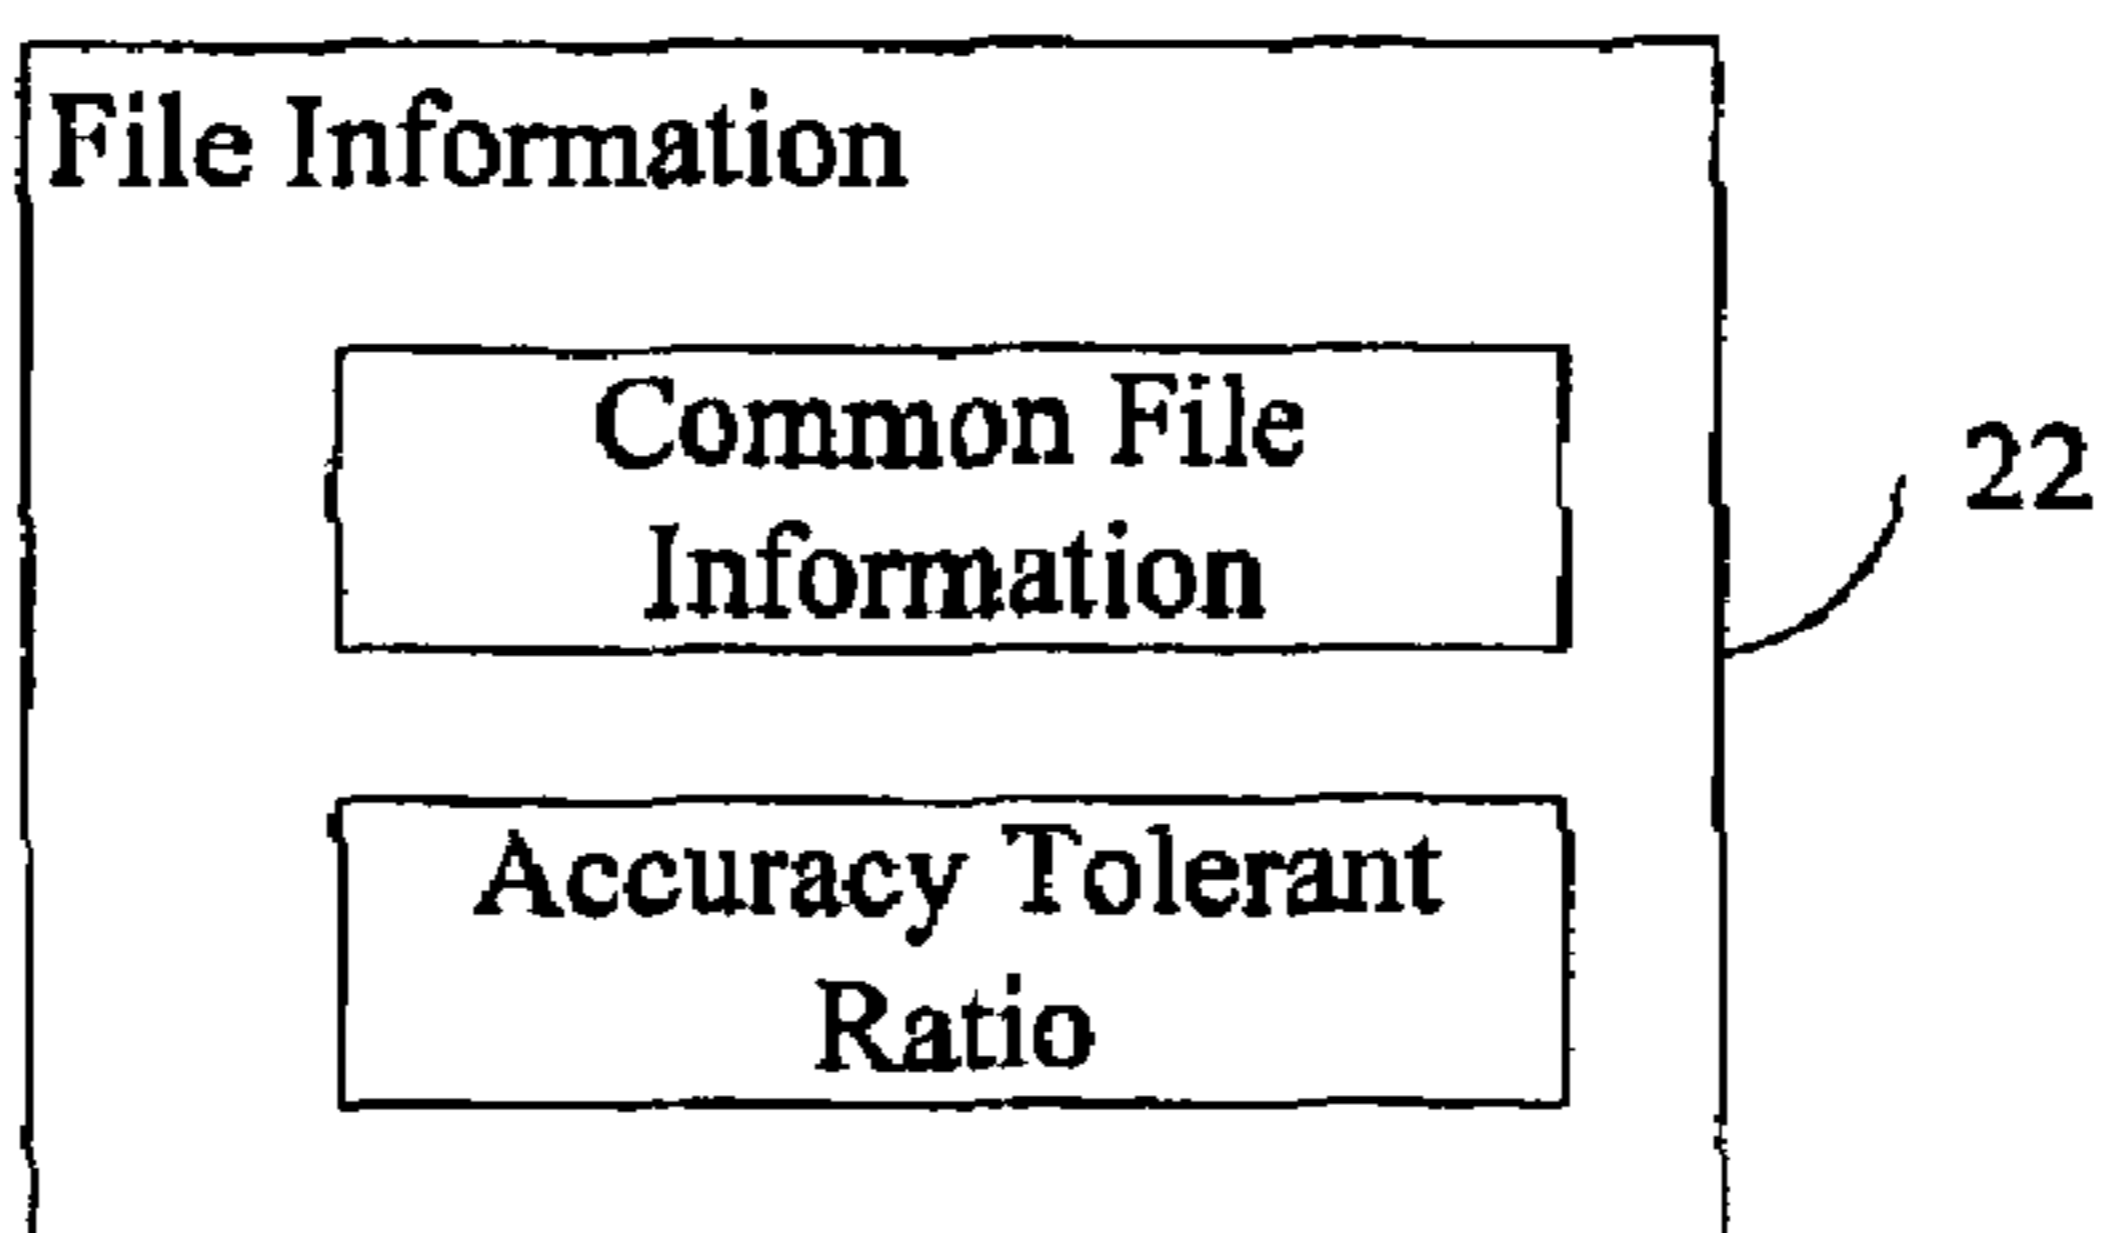 File Information
Common File
Information
22
Accuracy Tolerant
Ratio